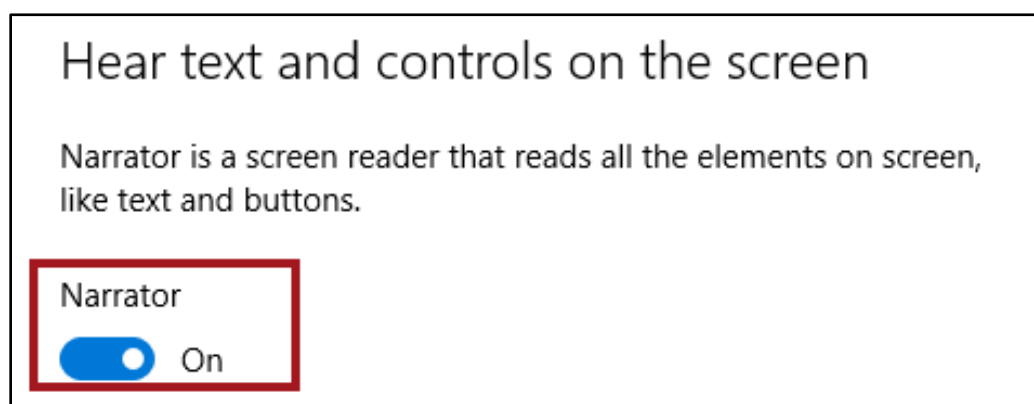 Hear text and controls on the screen
Narrator is a screen reader that reads all the elements on screen,
like text and buttons.
Narrator
On